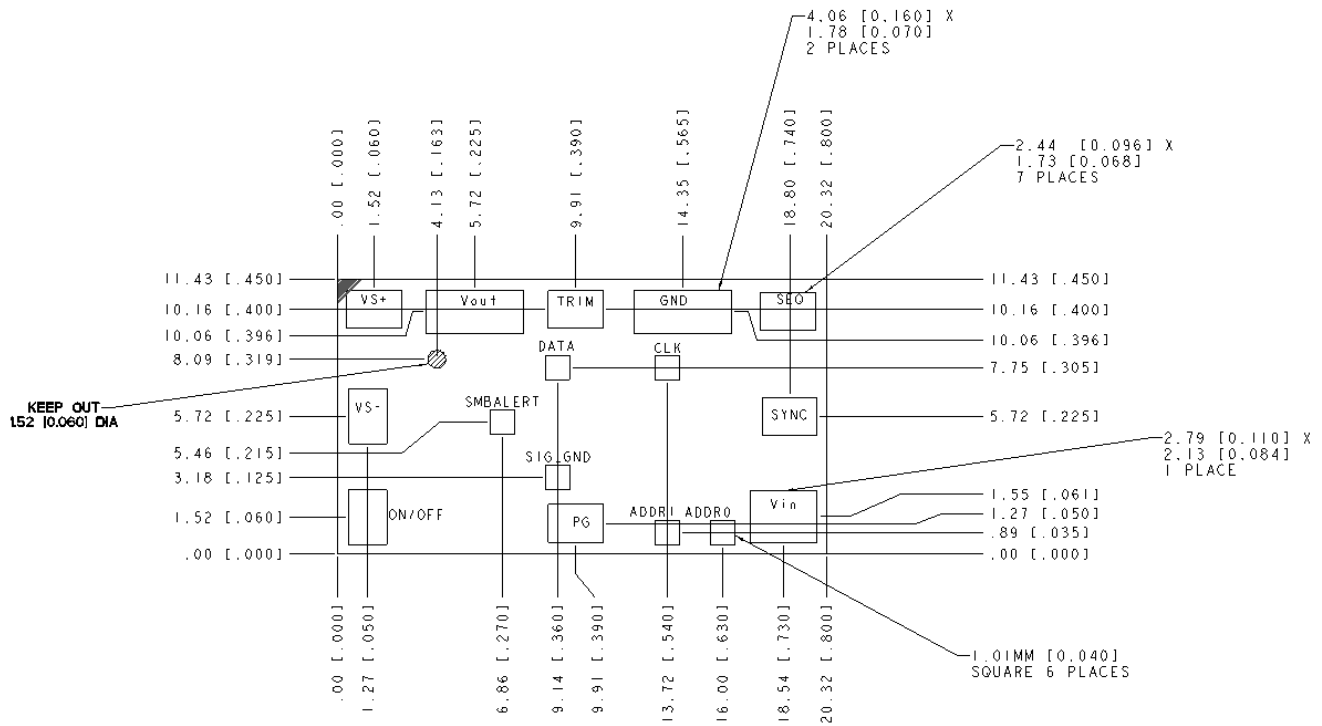 4.06 [0.160] X
1.78 [0.070]
2 PLACES
.00 [.000]
1.52 [.060]
4.13 [.163]
5.72 [.225]
9.91 [.390]
14.35 [.565]
18.80 [.740]
20.32 [.800]
2.44 [0.096] X
1.73 [0.068]
7 PLACES
11.43 [.450]
11.43 [.450]
VS+
Vout
TRIM
GND
SEQ
10.16 [.400]
10.16 [.400]
10.06 [.396]
10.06 [.396]
8.09 [.319]
DATA
CLK
7.75 [.305]
KEEP OUT
1.52 [0.060] DIA
5.72 [.225]
VS-
SMBALERT
SYNC
5.72 [.225]
2.79 [0.110] X
2.13 [0.084]
1 PLACE
5.46 [.215]
SIG_GND
3.18 [.125]
1.52 [.060]
ON/OFF
PG
ADDR1
ADDR0
Vin
1.55 [.061]
1.27 [.050]
.89 [.035]
.00 [.000]
.00 [.000]
.00 [.000]
1.27 [.050]
6.86 [.270]
9.14 [.360]
9.91 [.390]
13.72 [.540]
16.00 [.630]
18.54 [.730]
20.32 [.800]
1.01MM [0.040]
SQUARE 6 PLACES